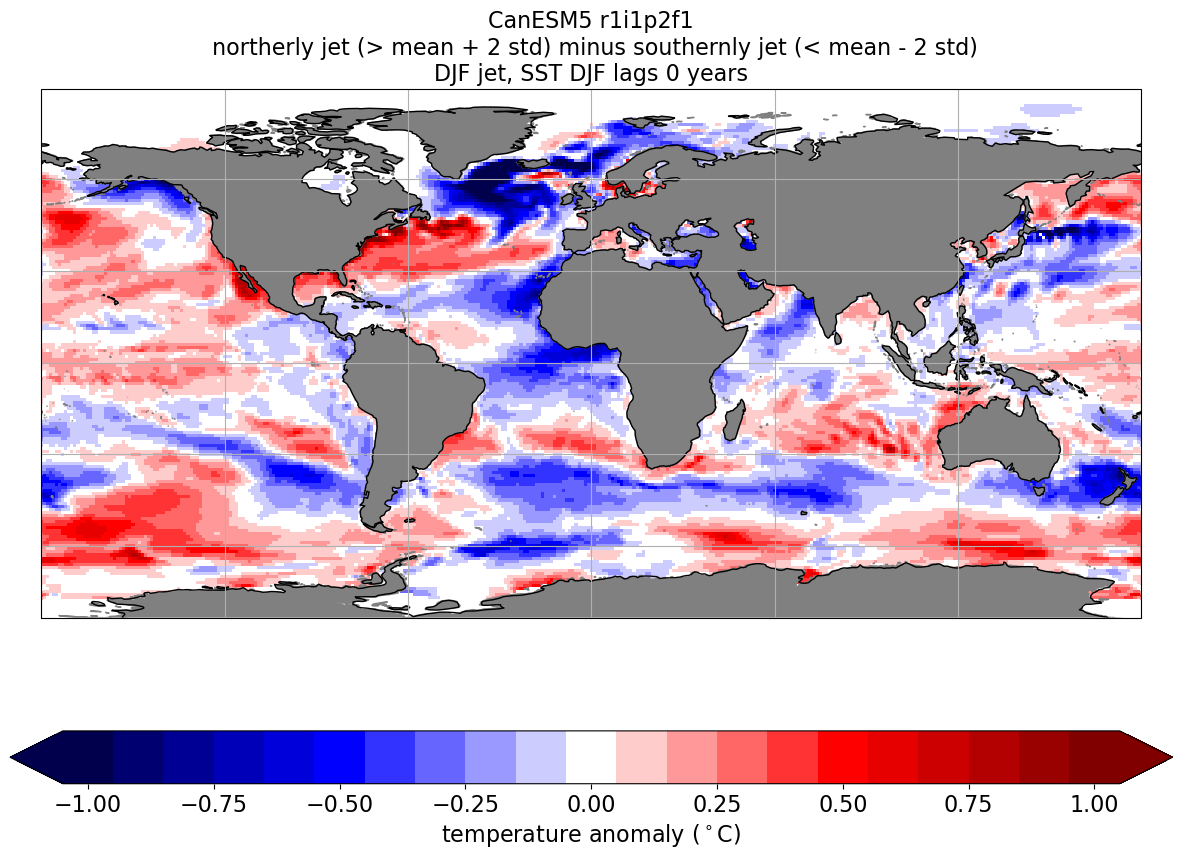 CanESM5 r1i1p2f1
northerly jet (> mean + 2 std) minus southernly jet (< mean - 2 std)
DJF jet, SST DJF lags 0 years
−1.00 −0.75 −0.50 −0.25 0.00 0.25 0.50 0.75 1.00
temperature anomaly (°C)